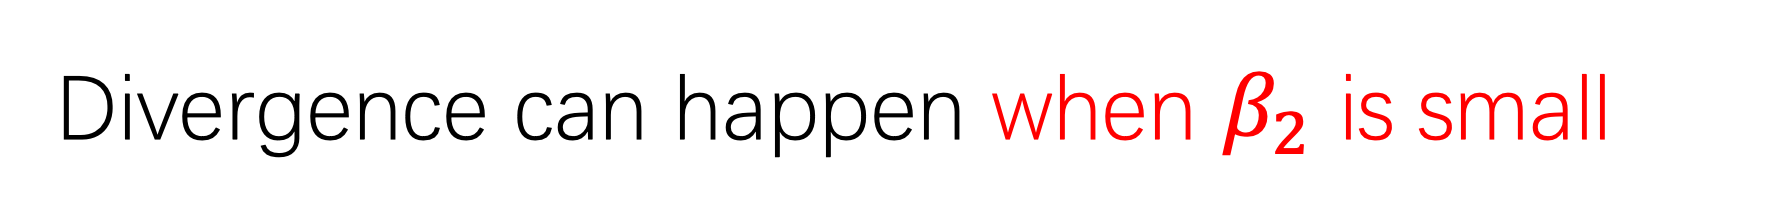 Divergence can happen when β₂ is small